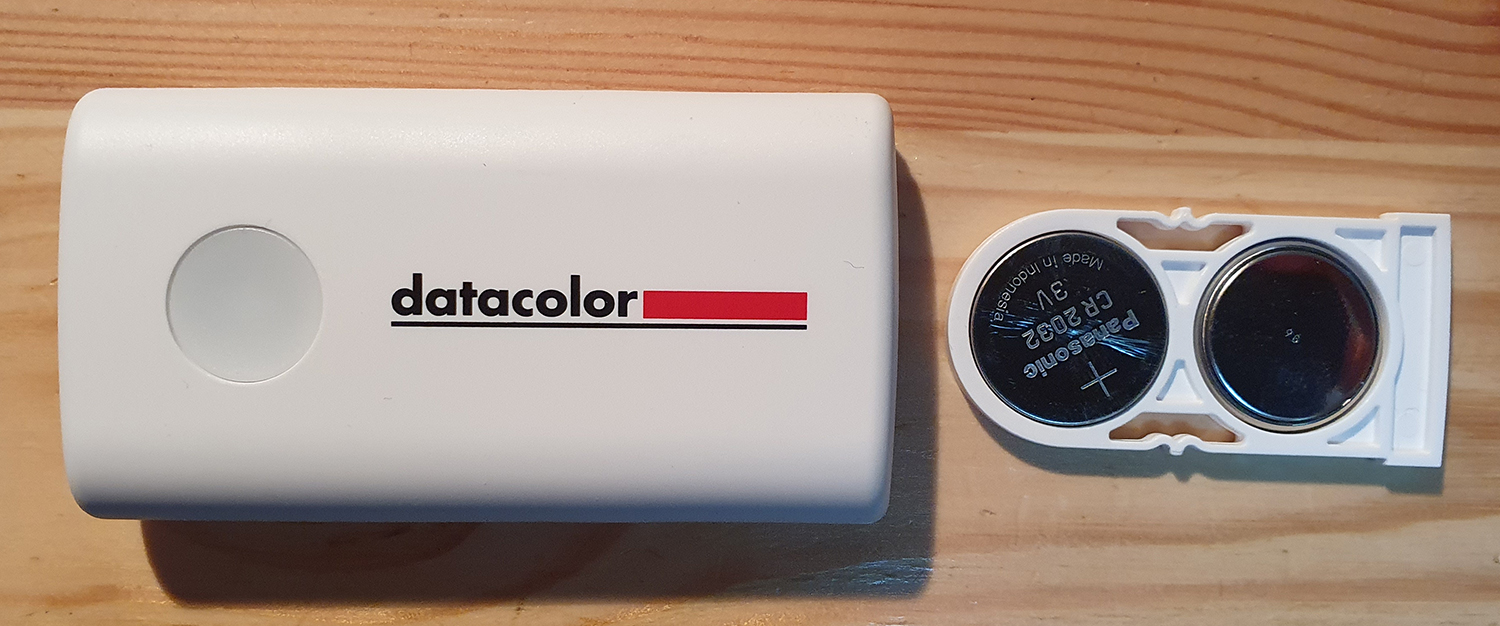 datacolor
Panasonic
CR 2032
3V
Made in Indonesia